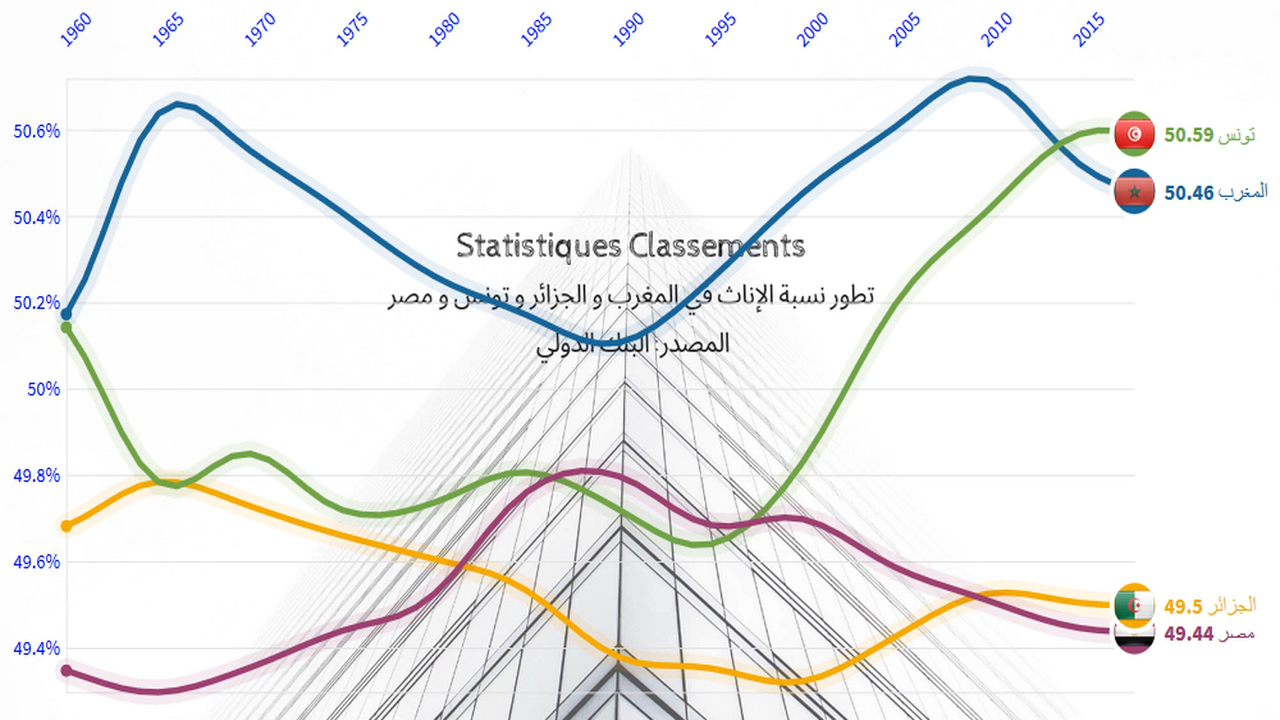 1960 1965 1970 1975 1980 1985 1990 1995 2000 2005 2010 2015
50.6%
تونس 50.59
المغرب 50.46
50.4%
Statistiques Classements
50.2%
تطور نسبة الإناث في المغرب و الجزائر و تونس و مصر
المصدر: البنك الدولي
50%
49.8%
49.6%
الجزائر 49.5
مصر 49.44
49.4%